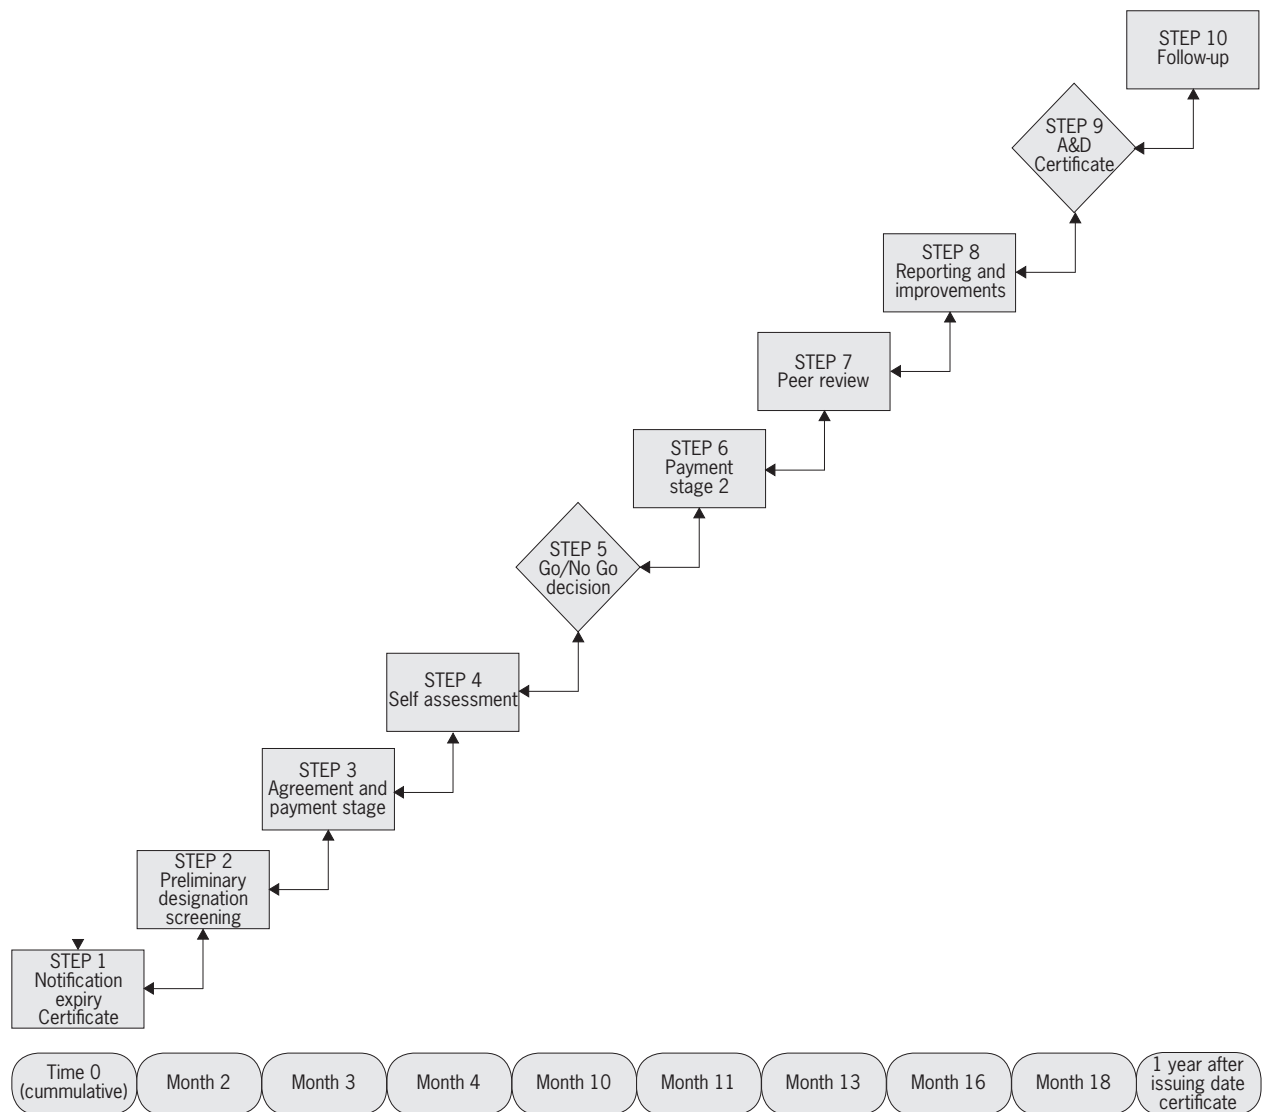 STEP 10
Follow-up
STEP 9
A&D
Certificate
STEP 8
Reporting and
improvements
STEP 7
Peer review
STEP 6
Payment
stage 2
STEP 5
Go/No Go
decision
STEP 4
Self assessment
STEP 3
Agreement and
payment stage
STEP 2
Preliminary
designation
screening
STEP 1
Notification
expiry
Certificate
Time 0
(cummulative)
Month 2
Month 3
Month 4
Month 10
Month 11
Month 13
Month 16
Month 18
1 year after
issuing date
certificate